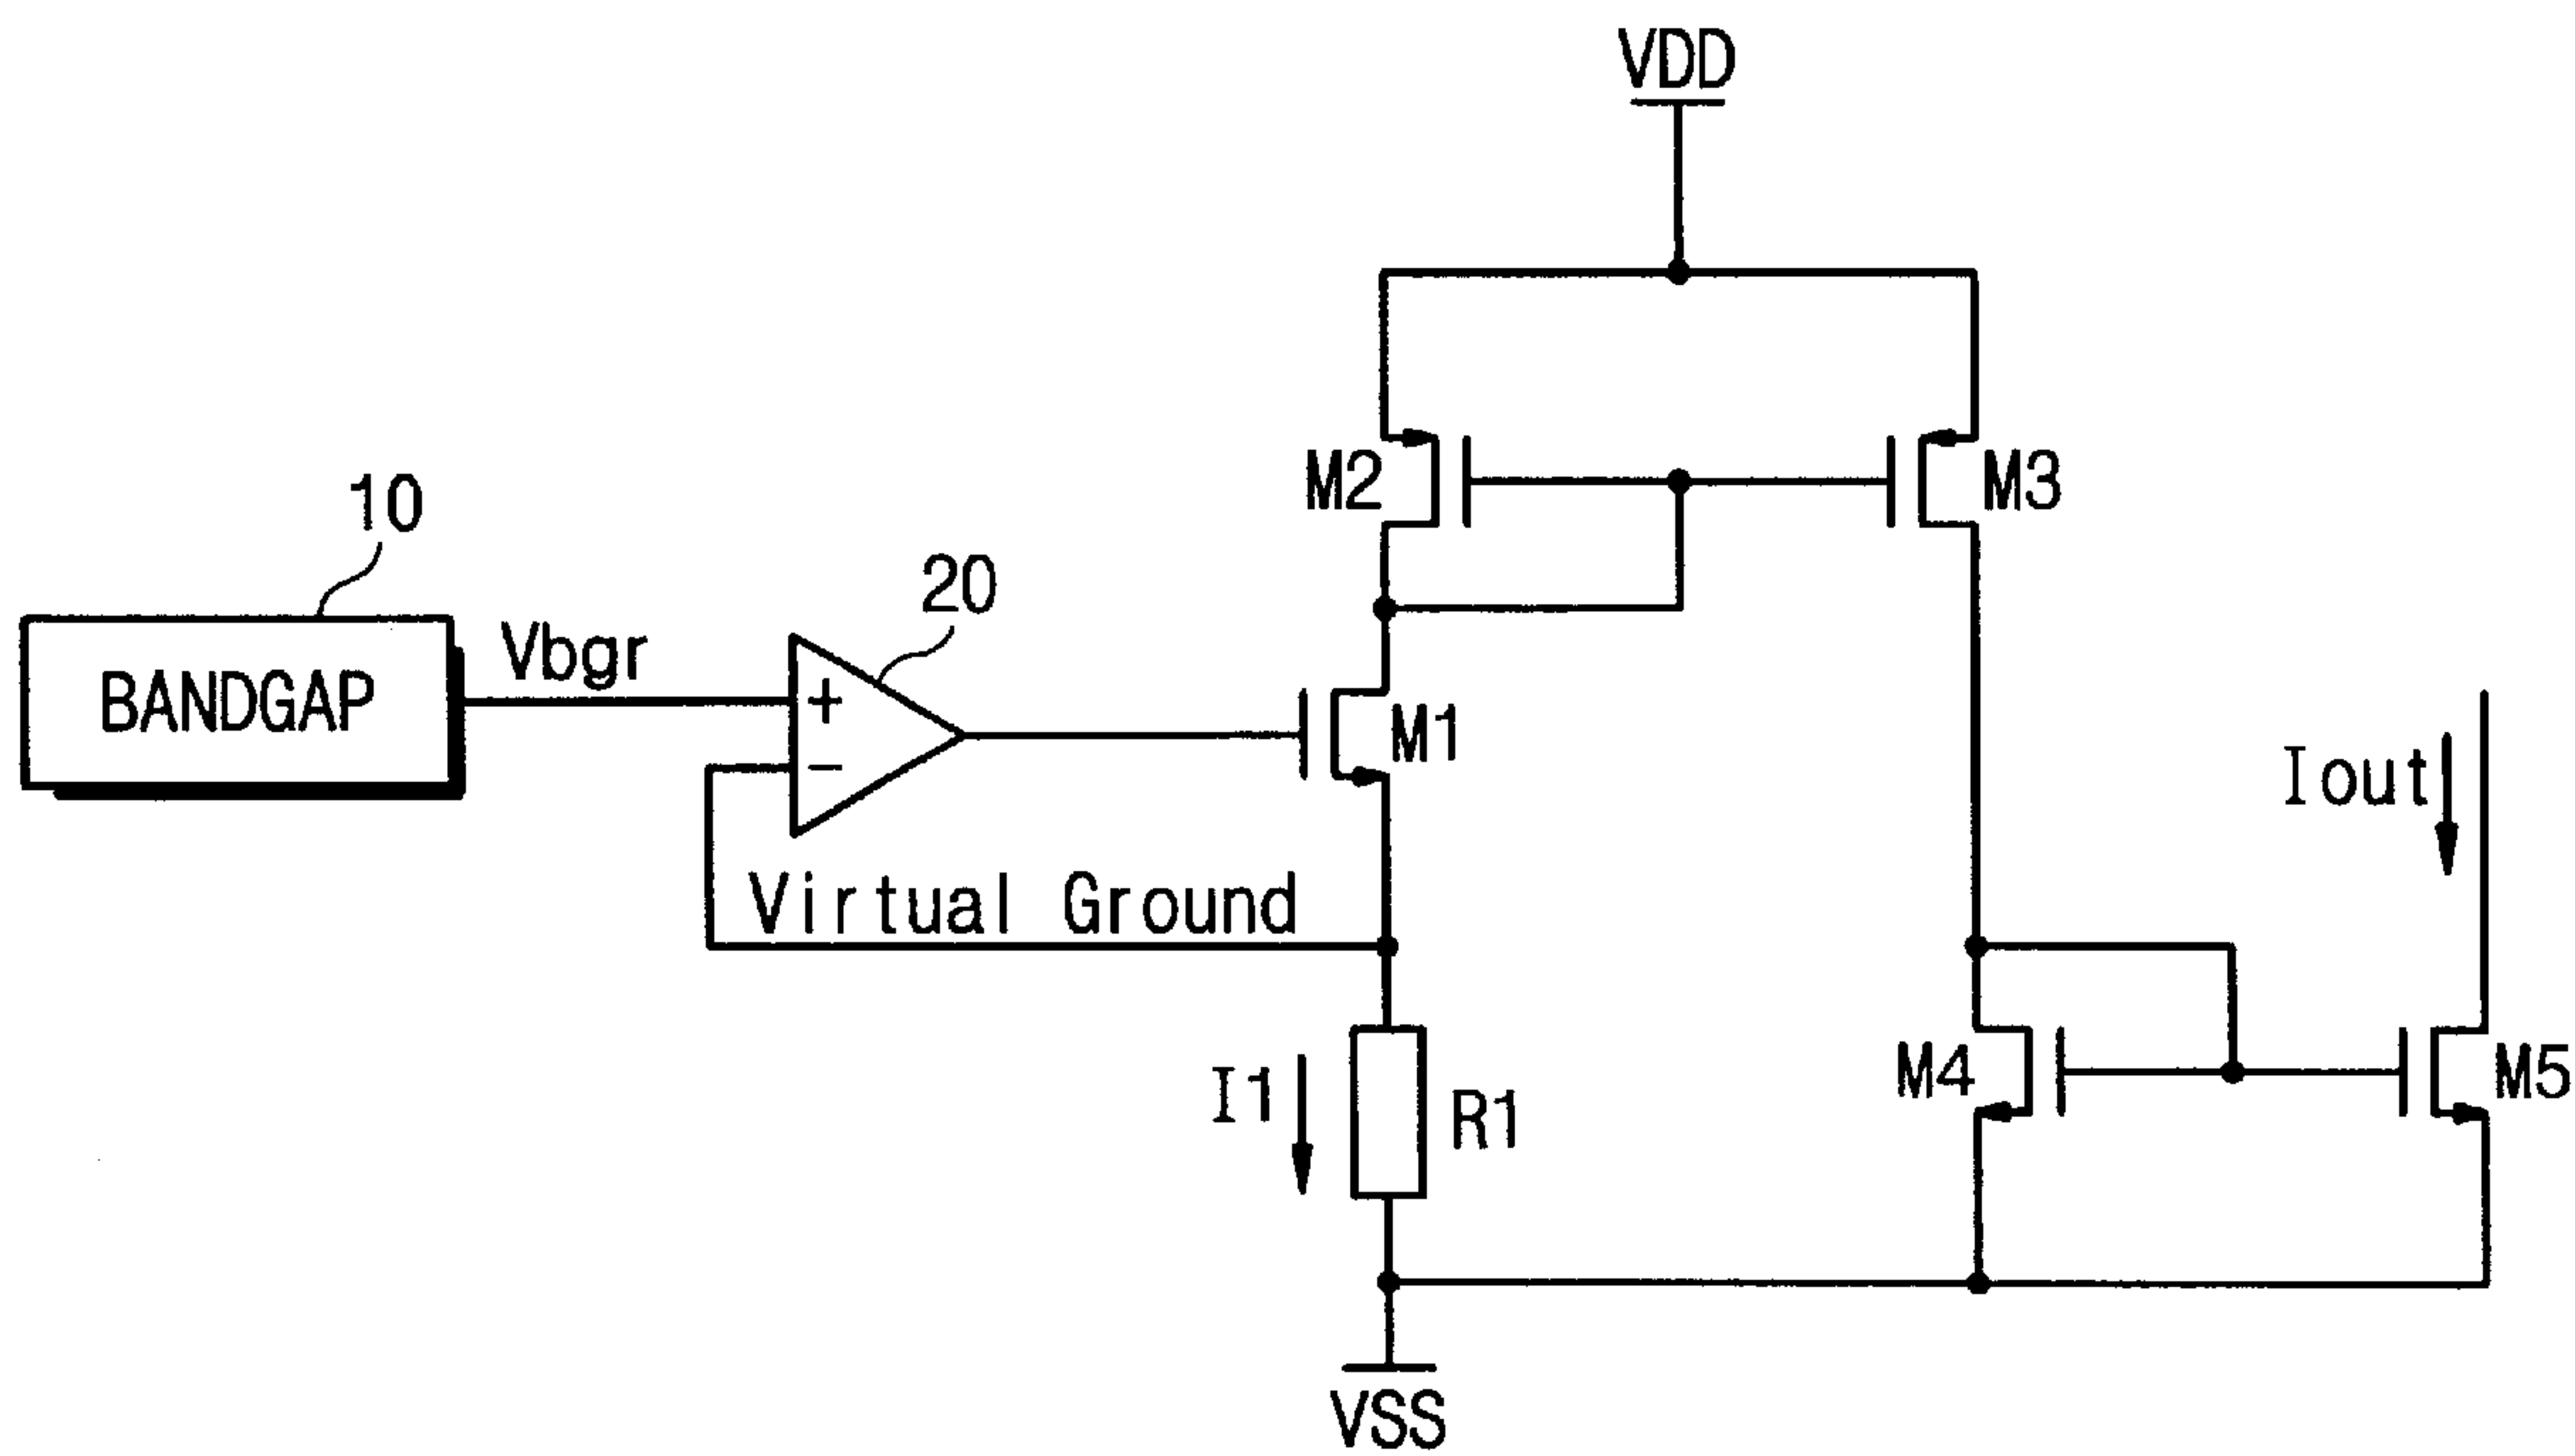 VDD
M2
M3
10
20
BANDGAP
Vbgr
+
−
M1
Iout
Virtual Ground
I1
R1
M4
M5
VSS